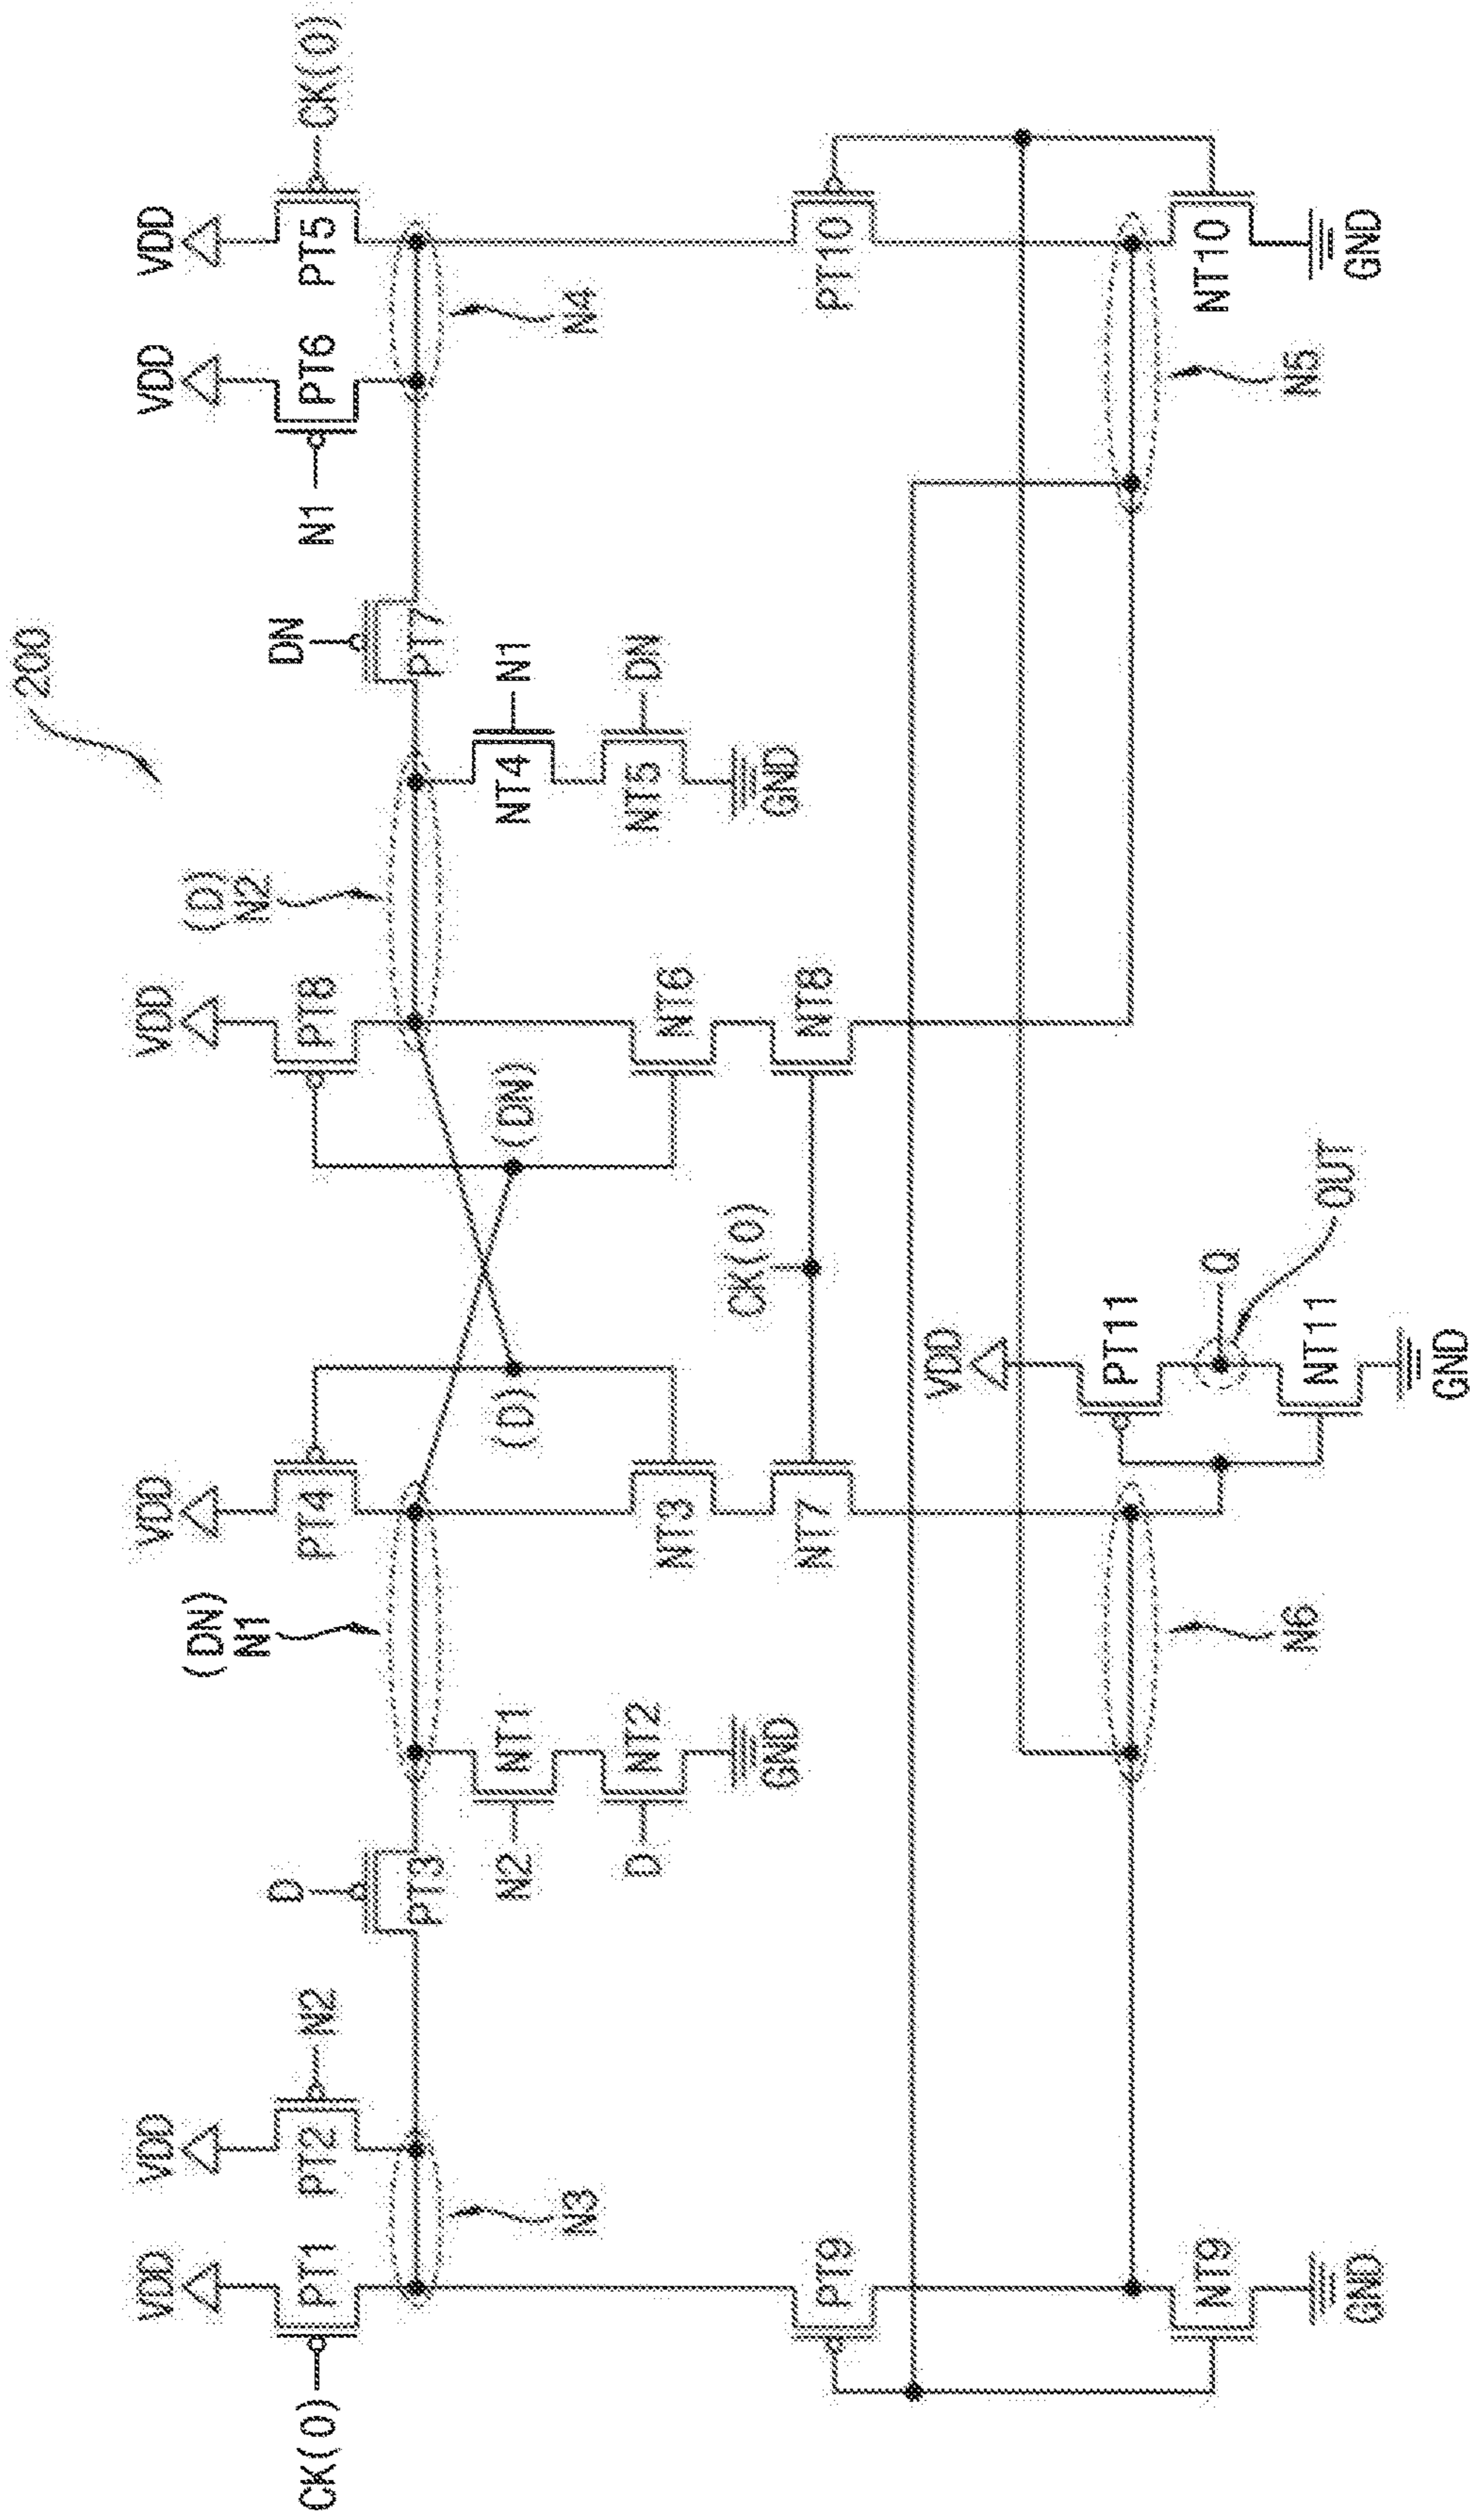 200
CK(0)
VDD
PT1
VDD
PT2
N2
N3
D
PT3
(DN)
N1
N2
NT1
D
NT2
GND
VDD
PT4
(D)
NT3
NT7
CK(0)
(DN)
VDD
PT8
NT6
NT8
(D)
N2
NT4
N1
NT5
DN
GND
DN
PT7
N1
VDD
PT6
VDD
PT5
CK(0)
N4
PT9
NT9
GND
N6
VDD
PT11
Q
OUT
NT11
GND
N5
PT10
NT10
GND